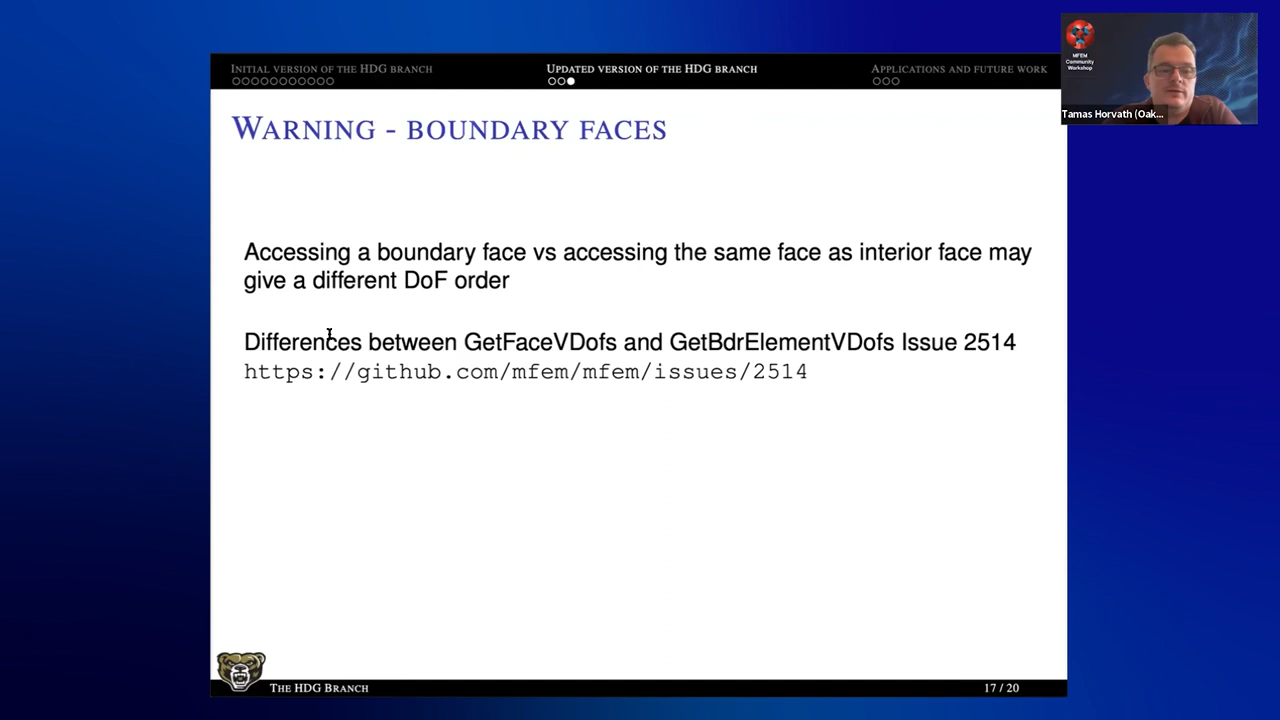 INITIAL VERSION OF THE HDG BRANCH
UPDATED VERSION OF THE HDG BRANCH
APPLICATIONS AND FUTURE WORK
MFEM
Community
Workshop
Tamas Horvath (Oak...
WARNING - BOUNDARY FACES
Accessing a boundary face vs accessing the same face as interior face may
give a different DoF order
Differences between GetFaceVDofs and GetBdrElementVDofs Issue 2514
https://github.com/mfem/mfem/issues/2514
THE HDG BRANCH
17 / 20